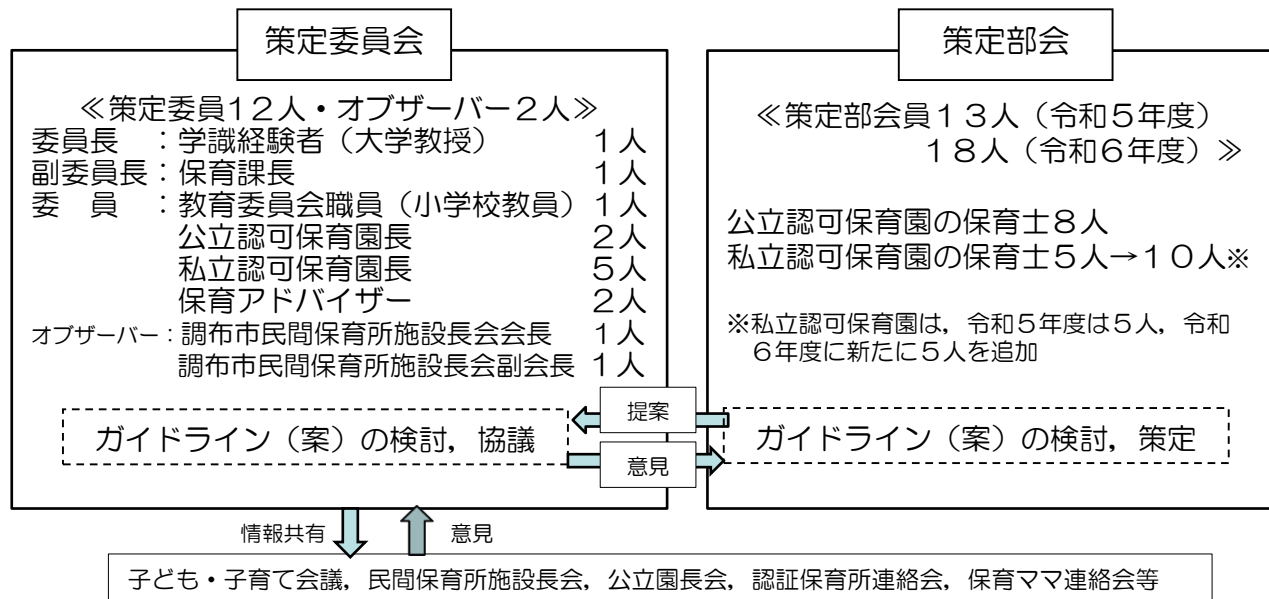 策定委員会
≪策定委員１２人・オブザーバー２人≫
委員長　：学識経験者（大学教授）　１人
副委員長：保育課長　１人
委　員　：教育委員会職員（小学校教員）１人
公立認可保育園長　２人
私立認可保育園長　５人
保育アドバイザー　２人
オブザーバー：調布市民間保育所施設長会会長　１人
調布市民間保育所施設長会副会長　１人
ガイドライン（案）の検討，協議
策定部会
≪策定部会員１３人（令和５年度）
１８人（令和６年度）≫
公立認可保育園の保育士８人
私立認可保育園の保育士５人→１０人※
※私立認可保育園は，令和５年度は５人，令和
６年度に新たに５人を追加
ガイドライン（案）の検討，策定
提案
意見
情報共有
意見
子ども・子育て会議，民間保育所施設長会，公立園長会，認証保育所連絡会，保育ママ連絡会等